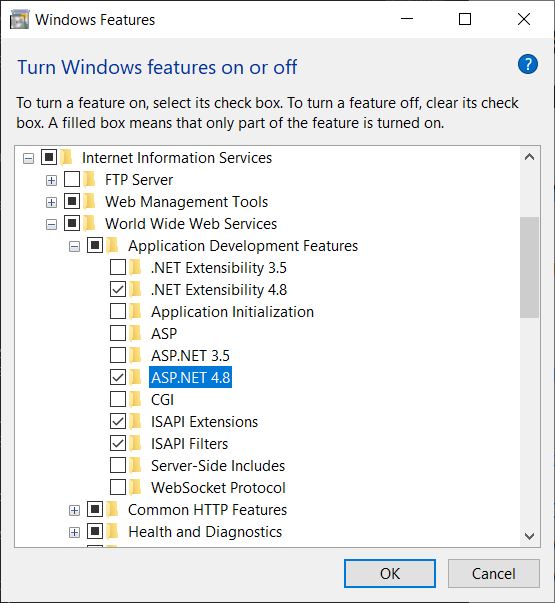 Windows Features
Turn Windows features on or off
?
To turn a feature on, select its check box. To turn a feature off, clear its check
box. A filled box means that only part of the feature is turned on.
Internet Information Services
FTP Server
Web Management Tools
World Wide Web Services
Application Development Features
.NET Extensibility 3.5
.NET Extensibility 4.8
Application Initialization
ASP
ASP.NET 3.5
ASP.NET 4.8
CGI
ISAPI Extensions
ISAPI Filters
Server-Side Includes
WebSocket Protocol
Common HTTP Features
Health and Diagnostics
OK
Cancel